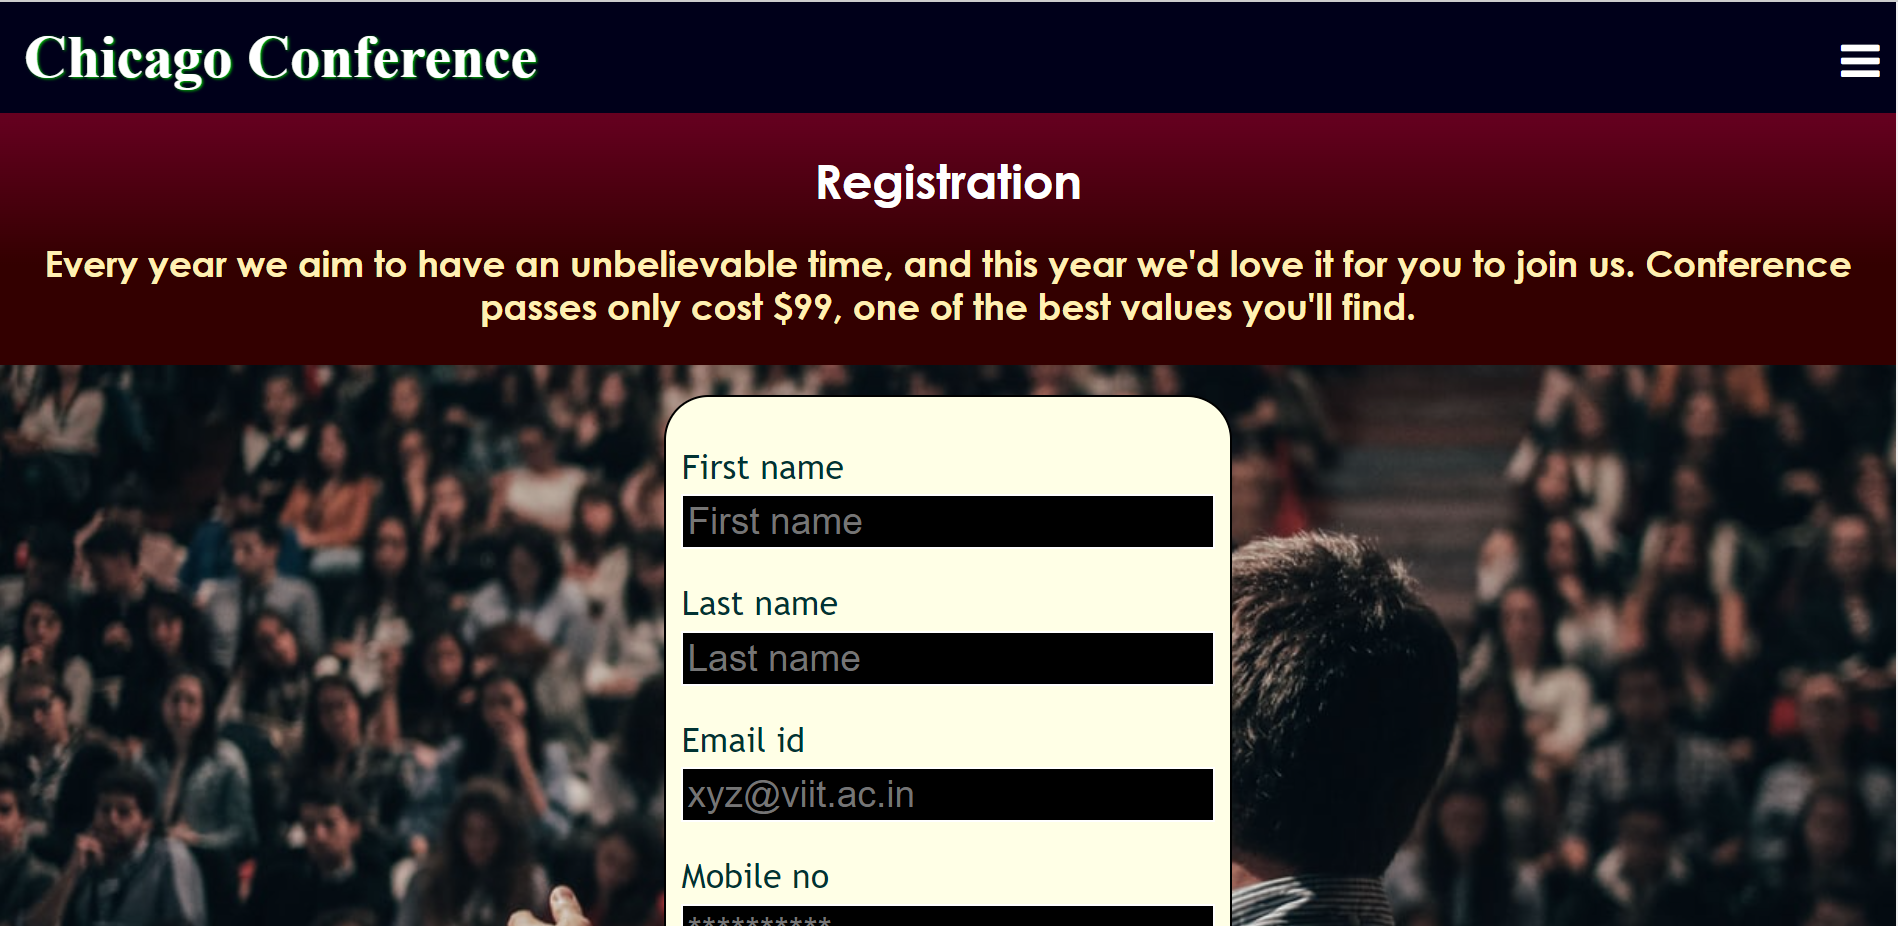 Chicago Conference
Registration
Every year we aim to have an unbelievable time, and this year we'd love it for you to join us. Conference
passes only cost $99, one of the best values you'll find.
First name
First name
Last name
Last name
Email id
xyz@viit.ac.in
Mobile no
**********